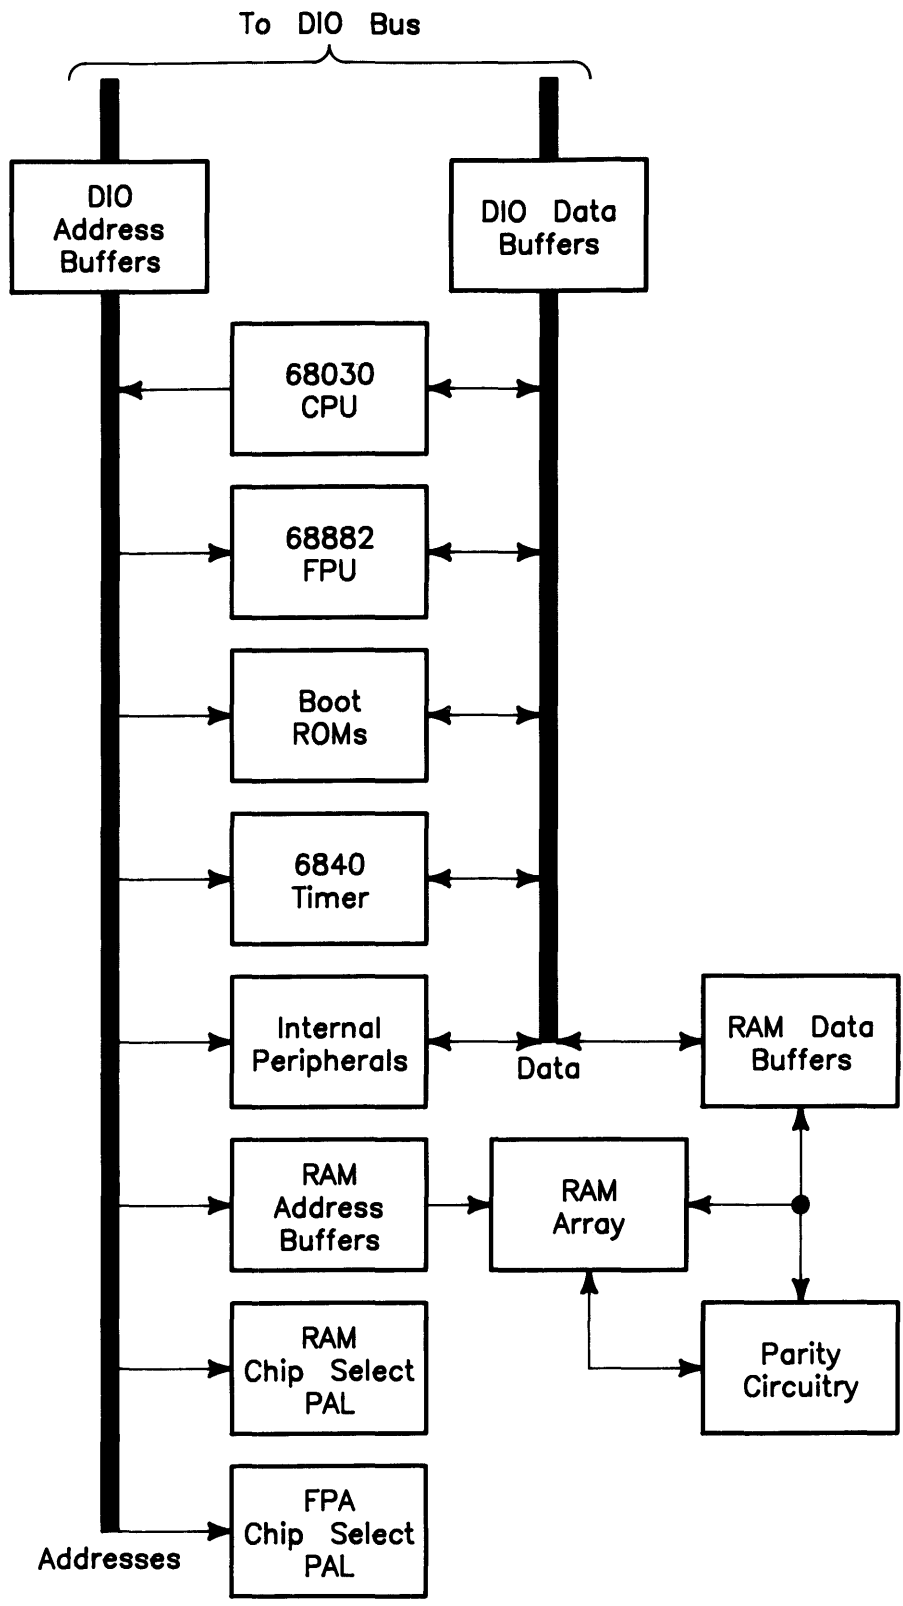 To DIO Bus
DIO
Address
Buffers
DIO Data
Buffers
68030
CPU
68882
FPU
Boot
ROMs
6840
Timer
Internal
Peripherals
Data
RAM Data
Buffers
RAM
Address
Buffers
RAM
Array
RAM
Chip Select
PAL
Parity
Circuitry
FPA
Chip Select
PAL
Addresses